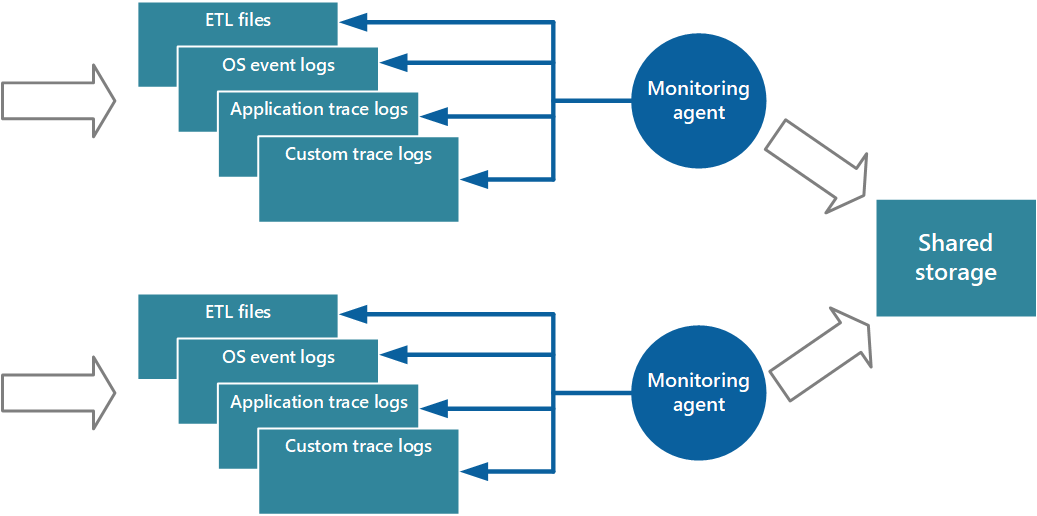 ETL files
OS event logs
Application trace logs
Custom trace logs
Monitoring
agent
Shared
storage
ETL files
OS event logs
Application trace logs
Custom trace logs
Monitoring
agent